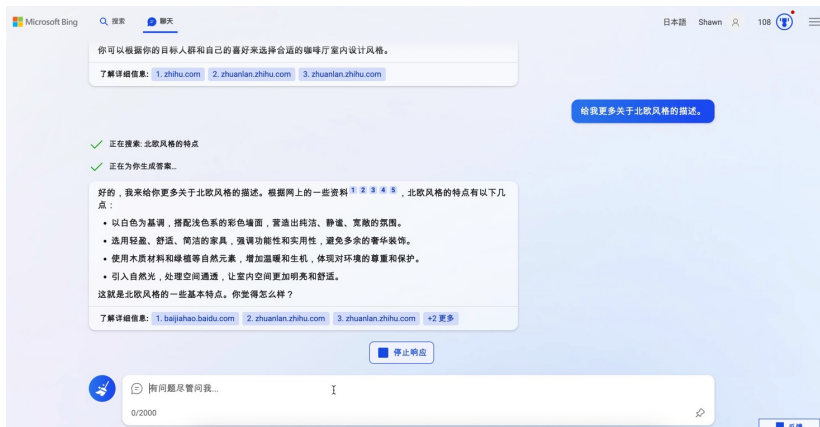 Microsoft Bing
搜索
聊天
日本語
Shawn
108
你可以根据你的目标人群和自己的喜好来选择合适的咖啡厅室内设计风格。
了解详细信息: 1. zhihu.com 2. zhuanlan.zhihu.com 3. zhuanlan.zhihu.com
给我更多关于北欧风格的描述。
正在搜索: 北欧风格的特点
正在为你生成答案...
好的，我来给你更多关于北欧风格的描述。根据网上的一些资料 1 2 3 4 5 ，北欧风格的特点有以下几
点：
• 以白色为基调，搭配浅色系的彩色墙面，营造出纯洁、静谧、宽敞的氛围。
• 选用轻盈、舒适、简洁的家具，强调功能性和实用性，避免多余的奢华装饰。
• 使用木质材料和绿植等自然元素，增加温暖和生机，体现对环境的尊重和保护。
• 引入自然光，处理空间通透，让室内空间更加明亮和舒适。
这就是北欧风格的一些基本特点。你觉得怎么样？
了解详细信息: 1. baijiahao.baidu.com 2. zhuanlan.zhihu.com 3. zhuanlan.zhihu.com +2 更多
停止响应
有问题尽管问我...
0/2000